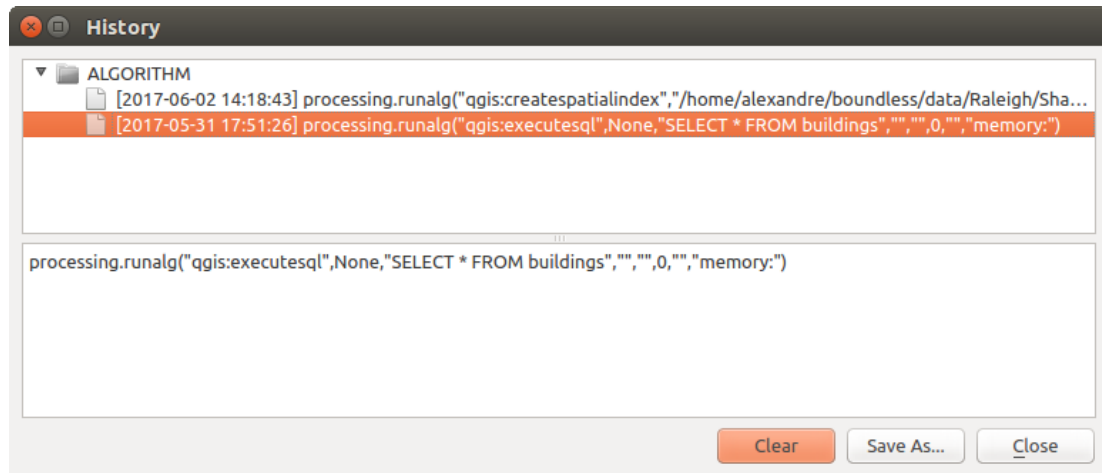 History
ALGORITHM
[2017-06-02 14:18:43] processing.runalg("qgis:createspatialindex","/home/alexandre/boundless/data/Raleigh/Sha...
[2017-05-31 17:51:26] processing.runalg("qgis:executesql",None,"SELECT * FROM buildings","","",0,"","memory:")
processing.runalg("qgis:executesql",None,"SELECT * FROM buildings","","",0,"","memory:")
Clear Save As... Close